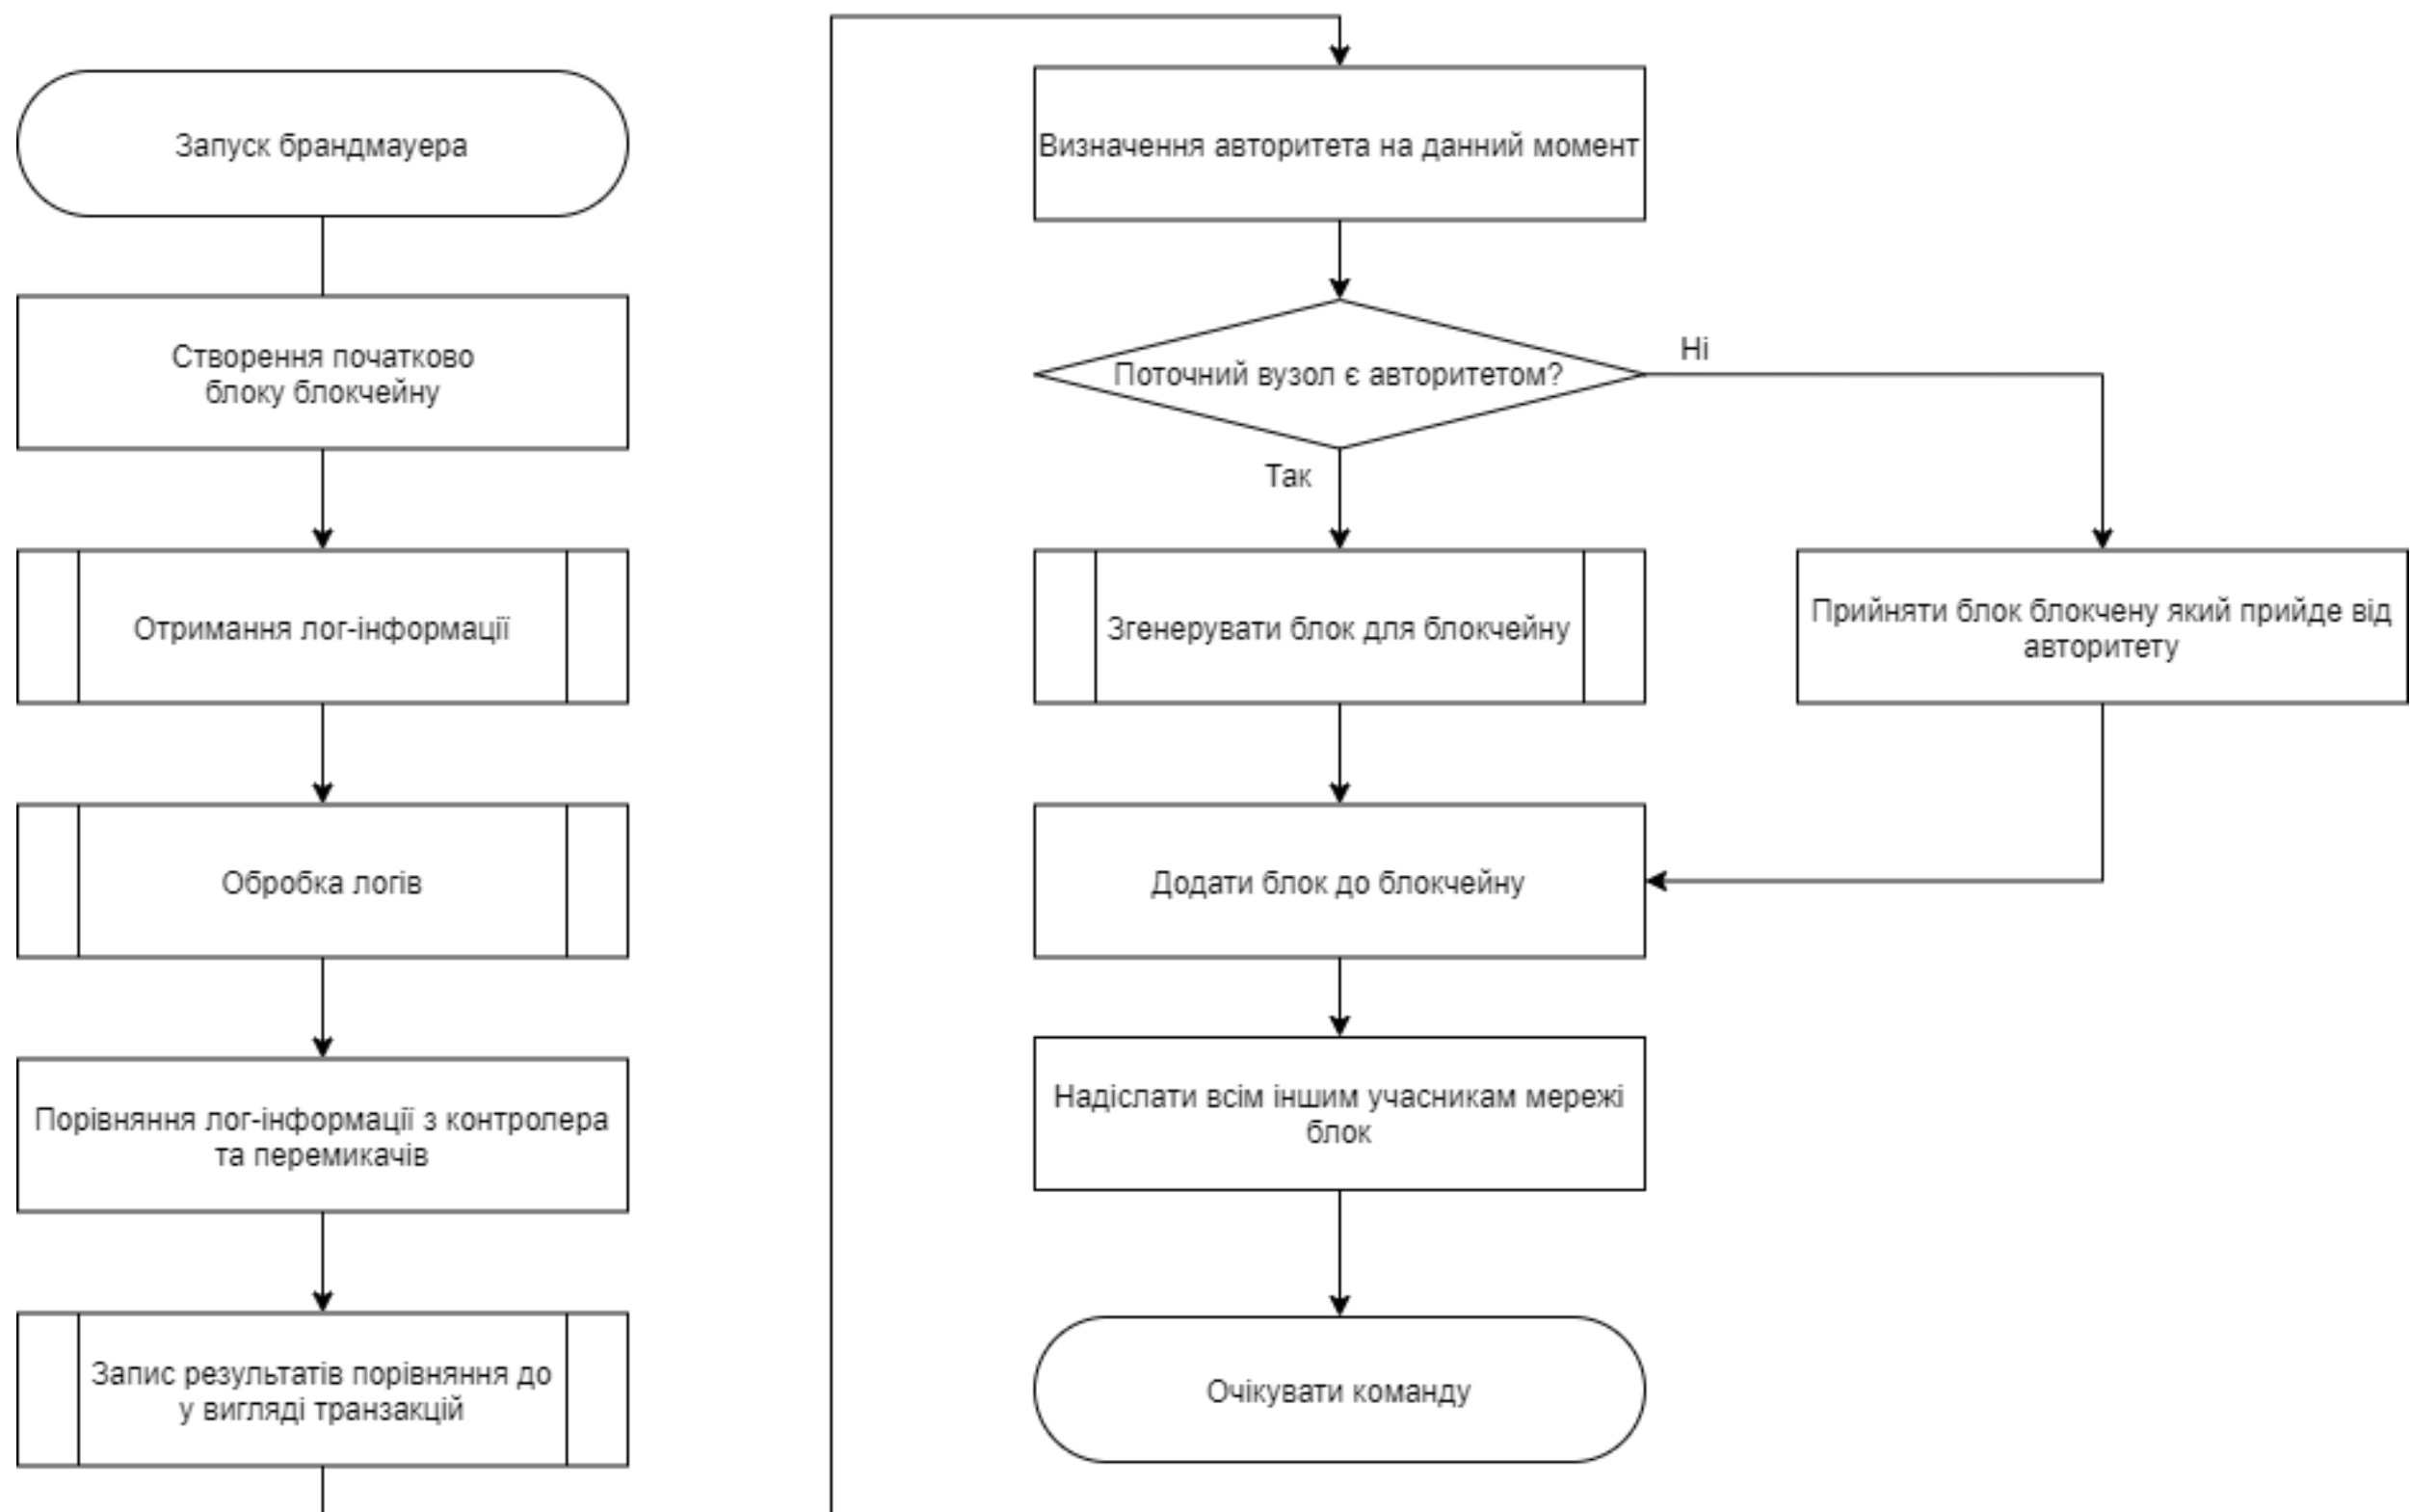 Запуск брандмауера
Створення початково
блоку блокчейну
Отримання лог-інформації
Обробка логів
Порівняння лог-інформації з контролера
та перемикачів
Запис результатів порівняння до
у вигляді транзакцій
Визначення авторитета на данний момент
Поточний вузол є авторитетом?
Ні
Так
Згенерувати блок для блокчейну
Прийняти блок блокчену який прийде від
авторитету
Додати блок до блокчейну
Надіслати всім іншим учасникам мережі
блок
Очікувати команду